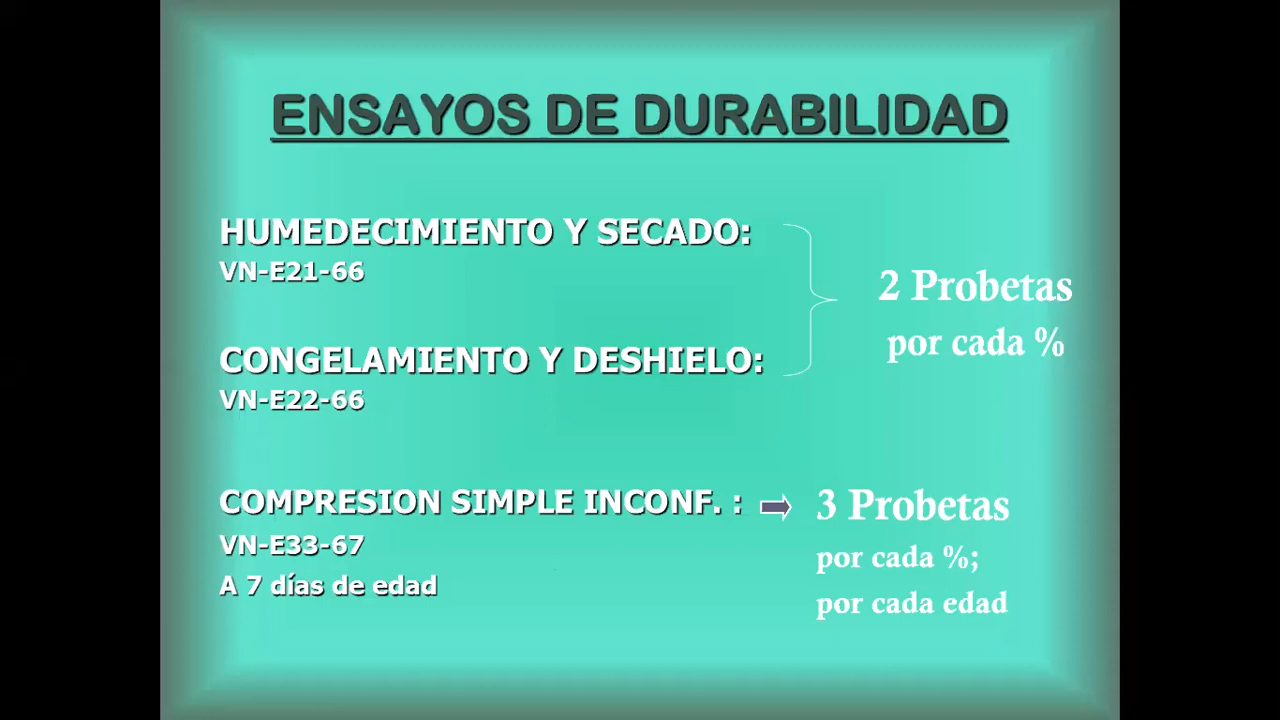 ENSAYOS DE DURABILIDAD
HUMEDECIMIENTO Y SECADO:
VN-E21-66
CONGELAMIENTO Y DESHIELO:
VN-E22-66
2 Probetas
por cada %
COMPRESION SIMPLE INCONF. :
VN-E33-67
A 7 días de edad
3 Probetas
por cada %;
por cada edad